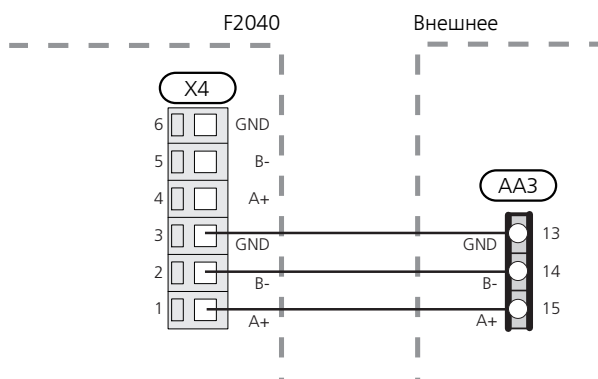 F2040 Внешнее
X4
6 GND
5 B-
4 A+
AA3
3 GND GND 13
2 B- B- 14
1 A+ A+ 15